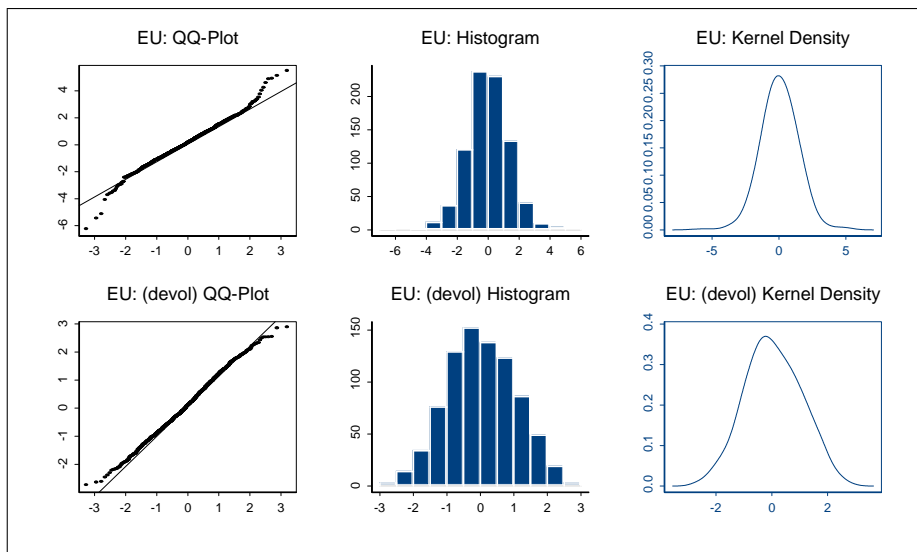 EU: QQ-Plot
EU: Histogram
EU: Kernel Density
-6 -4 -2 0 2 4
-3 -2 -1 0 1 2 3
0 50 100 150 200
-6 -4 -2 0 2 4 6
0.00 0.05 0.10 0.15 0.20 0.25 0.30
-5 0 5
EU: (devol) QQ-Plot
EU: (devol) Histogram
EU: (devol) Kernel Density
-2 -1 0 1 2 3
-3 -2 -1 0 1 2 3
0 50 100 150
-3 -2 -1 0 1 2 3
0.0 0.1 0.2 0.3 0.4
-2 0 2